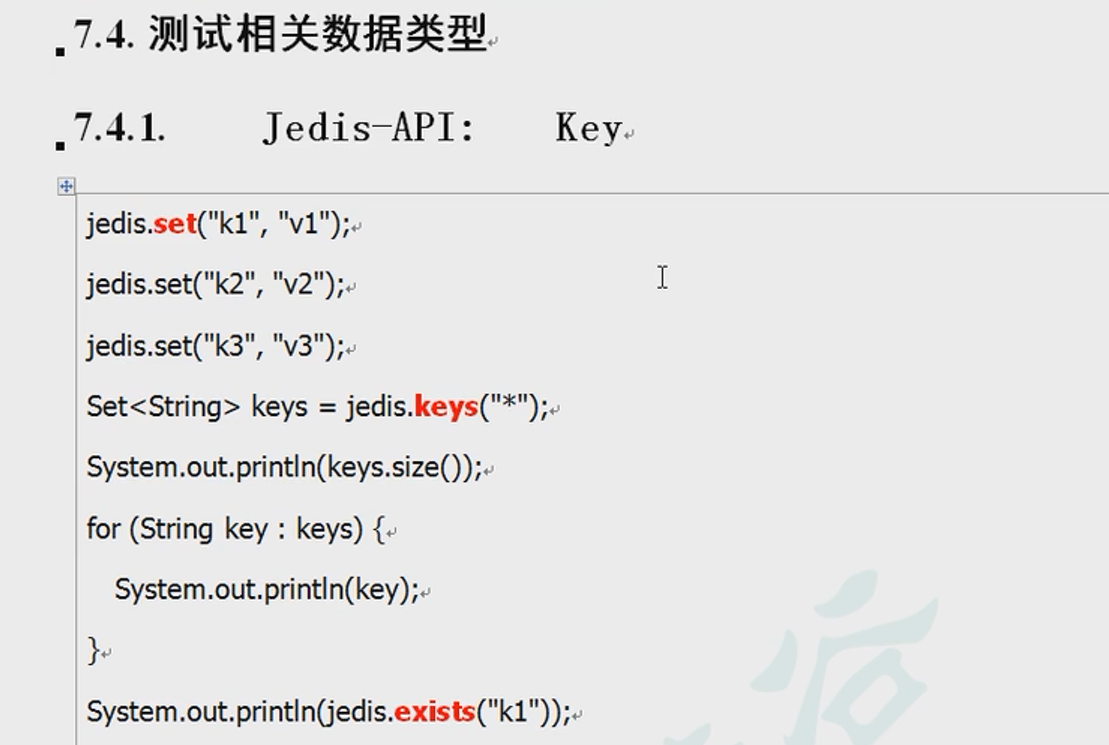 7.4. 测试相关数据类型
7.4.1. Jedis-API: Key
jedis.set("k1", "v1");
jedis.set("k2", "v2");
jedis.set("k3", "v3");
Set<String> keys = jedis.keys("*");
System.out.println(keys.size());
for (String key : keys) {
System.out.println(key);
}
System.out.println(jedis.exists("k1"));